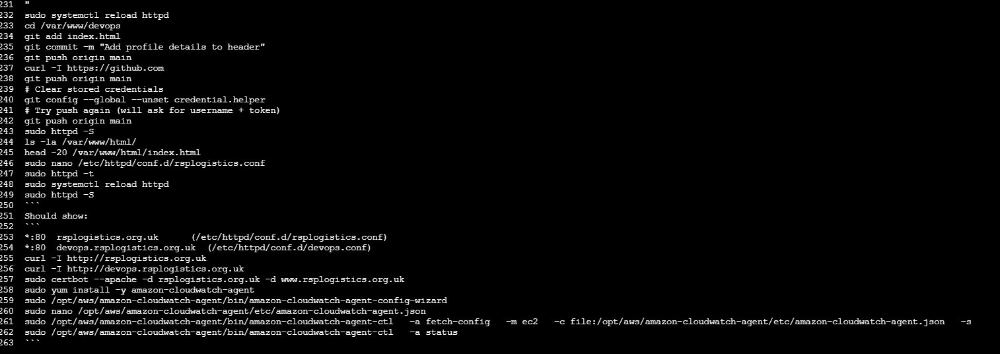 231  "
232  sudo systemctl reload httpd
233  cd /var/www/devops
234  git add index.html
235  git commit -m "Add profile details to header"
236  git push origin main
237  curl -I https://github.com
238  git push origin main
239  # Clear stored credentials
240  git config --global --unset credential.helper
241  # Try push again (will ask for username + token)
242  git push origin main
243  sudo httpd -S
244  ls -la /var/www/html/
245  head -20 /var/www/html/index.html
246  sudo nano /etc/httpd/conf.d/rsplogistics.conf
247  sudo httpd -t
248  sudo systemctl reload httpd
249  sudo httpd -S
250  ```
251  Should show:
252  ```
253  *:80  rsplogistics.org.uk      (/etc/httpd/conf.d/rsplogistics.conf)
254  *:80  devops.rsplogistics.org.uk  (/etc/httpd/conf.d/devops.conf)
255  curl -I http://rsplogistics.org.uk
256  curl -I http://devops.rsplogistics.org.uk
257  sudo certbot --apache -d rsplogistics.org.uk -d www.rsplogistics.org.uk
258  sudo yum install -y amazon-cloudwatch-agent
259  sudo /opt/aws/amazon-cloudwatch-agent/bin/amazon-cloudwatch-agent-config-wizard
260  sudo nano /opt/aws/amazon-cloudwatch-agent/etc/amazon-cloudwatch-agent.json
261  sudo /opt/aws/amazon-cloudwatch-agent/bin/amazon-cloudwatch-agent-ctl   -a fetch-config   -m ec2   -c file:/opt/aws/amazon-cloudwatch-agent/etc/amazon-cloudwatch-agent.json   -s
262  sudo /opt/aws/amazon-cloudwatch-agent/bin/amazon-cloudwatch-agent-ctl   -a status
263  ```